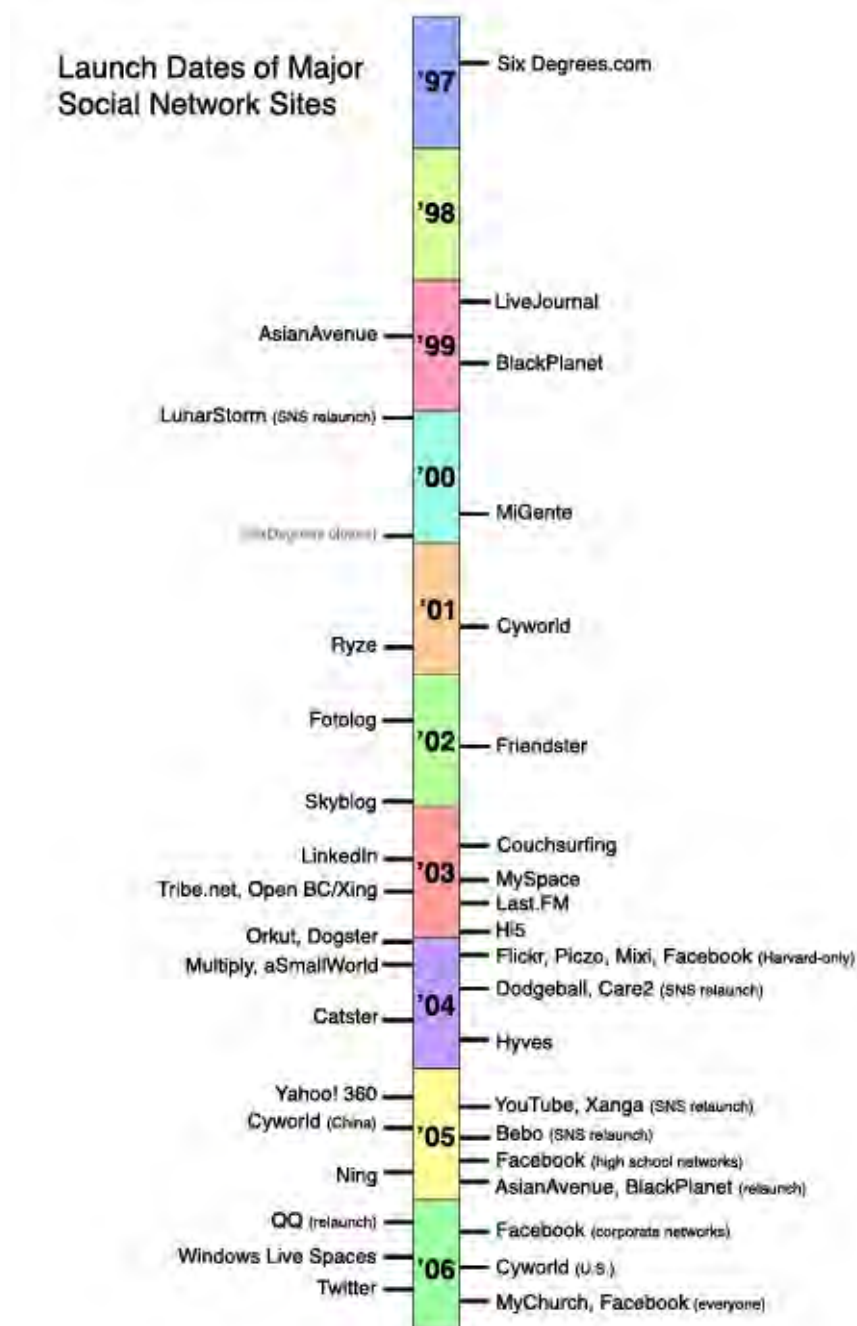 Launch Dates of Major
Social Network Sites
'97
Six Degrees.com
'98
LiveJournal
AsianAvenue
'99
BlackPlanet
LunarStorm (SNS relaunch)
'00
MiGente
(SixDegrees closes)
'01
Cyworld
Ryze
Fotolog
'02
Friendster
Skyblog
Couchsurfing
LinkedIn
'03
MySpace
Tribe.net, Open BC/Xing
Last.FM
Hi5
Orkut, Dogster
Flickr, Piczo, Mixi, Facebook (Harvard-only)
Multiply, aSmallWorld
Dodgeball, Care2 (SNS relaunch)
'04
Catster
Hyves
Yahoo! 360
YouTube, Xanga (SNS relaunch)
Cyworld (China)
'05
Bebo (SNS relaunch)
Facebook (high school networks)
Ning
AsianAvenue, BlackPlanet (relaunch)
QQ (relaunch)
Facebook (corporate networks)
Windows Live Spaces
'06
Cyworld (U.S.)
Twitter
MyChurch, Facebook (everyone)